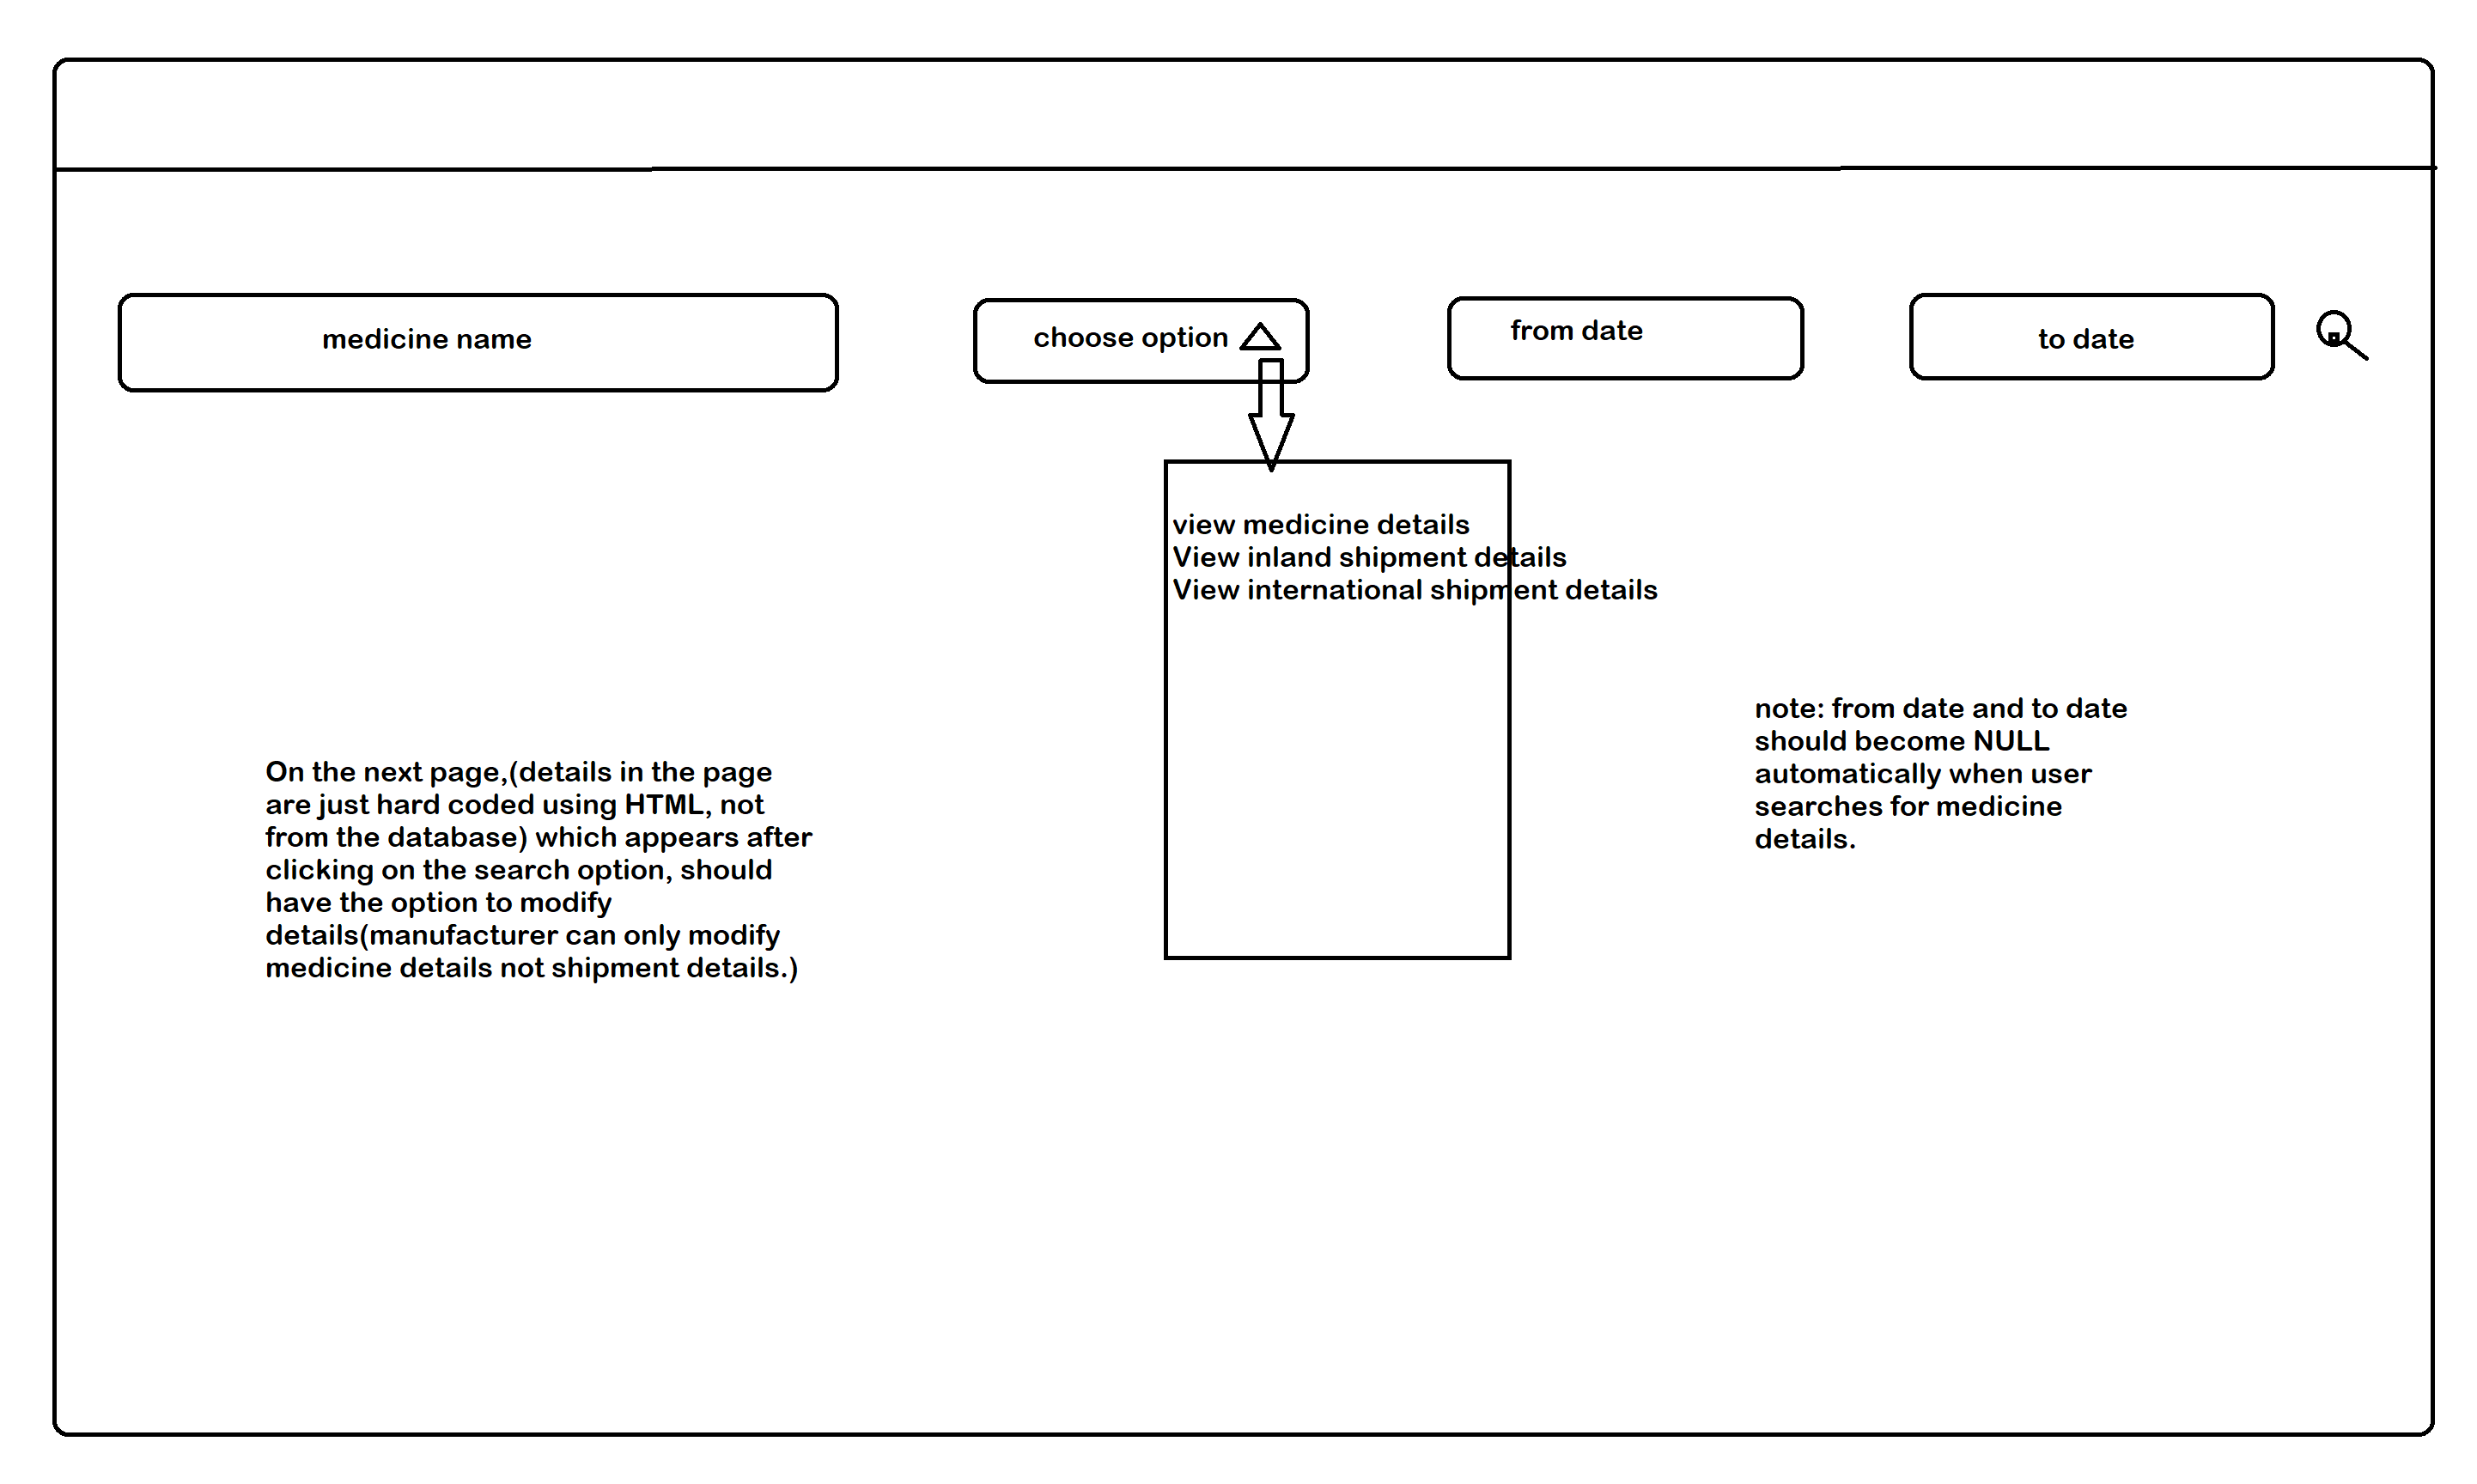 medicine name
choose option
from date
to date
view medicine details
View inland shipment details
View international shipment details
note: from date and to date
should become NULL
automatically when user
searches for medicine
details.
On the next page,(details in the page
are just hard coded using HTML, not
from the database) which appears after
clicking on the search option, should
have the option to modify
details(manufacturer can only modify
medicine details not shipment details.)